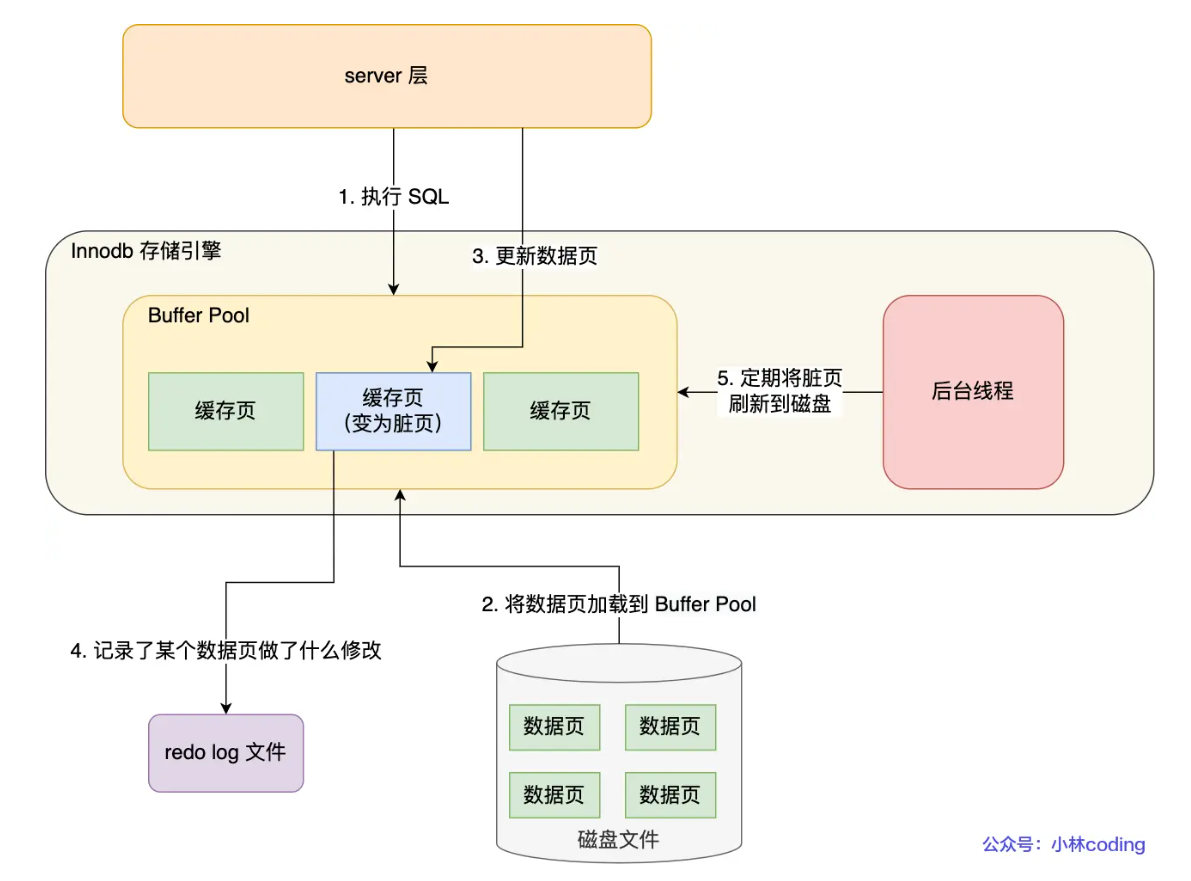 server 层
1. 执行 SQL
Innodb 存储引擎
3. 更新数据页
Buffer Pool
缓存页
缓存页
（变为脏页）
缓存页
5. 定期将脏页
刷新到磁盘
后台线程
2. 将数据页加载到 Buffer Pool
4. 记录了某个数据页做了什么修改
redo log 文件
数据页
数据页
数据页
数据页
磁盘文件
公众号：小林coding